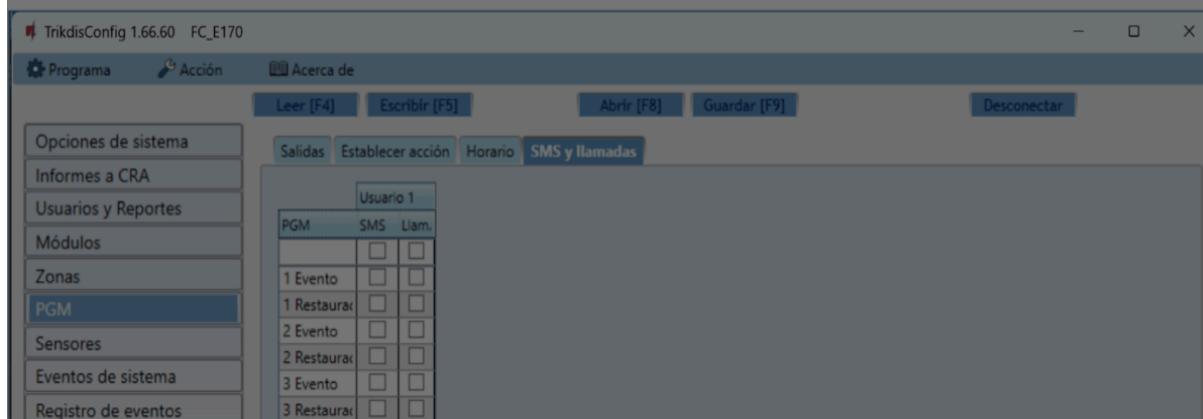 TrikdisConfig 1.66.60 FC_E170
Programa Acción Acerca de
Leer [F4] Escribir [F5] Abrir [F8] Guardar [F9] Desconectar
Opciones de sistema
Informes a CRA
Usuarios y Reportes
Módulos
Zonas
PGM
Sensores
Eventos de sistema
Registro de eventos
Salidas Establecer acción Horario SMS y llamadas
Usuario 1
PGM SMS Llam.
1 Evento
1 Restaurac
2 Evento
2 Restaurac
3 Evento
3 Restaurac